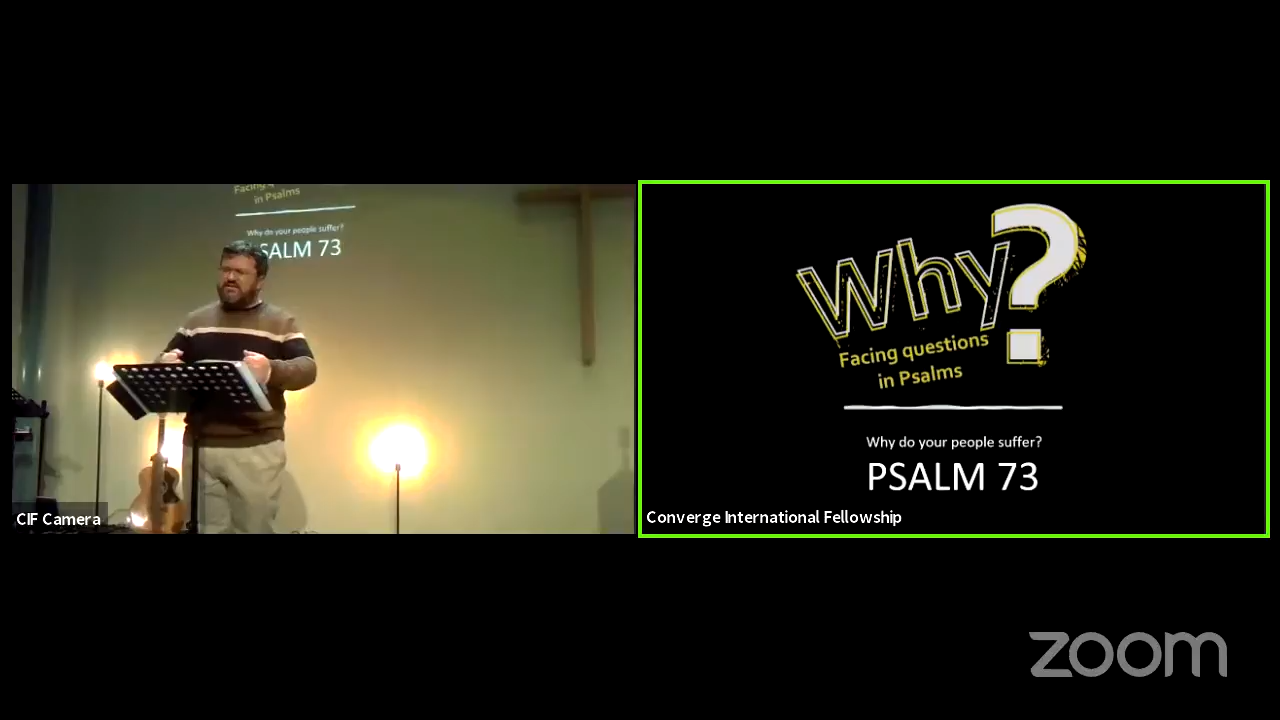 Facing q
in Psalms
Why do your people suffer?
PSALM 73
CIF Camera
Why?
Facing questions
in Psalms
Why do your people suffer?
PSALM 73
Converge International Fellowship
zoom